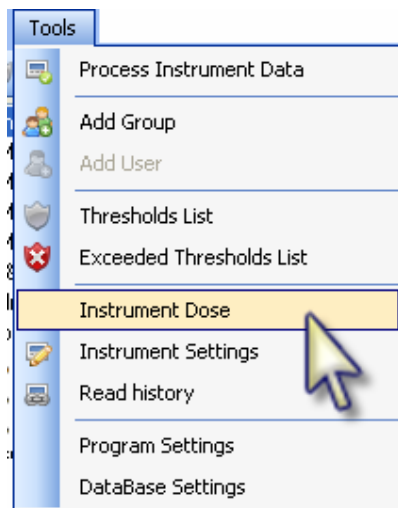 Tools
Process Instrument Data
Add Group
Add User
Thresholds List
Exceeded Thresholds List
Instrument Dose
Instrument Settings
Read history
Program Settings
DataBase Settings